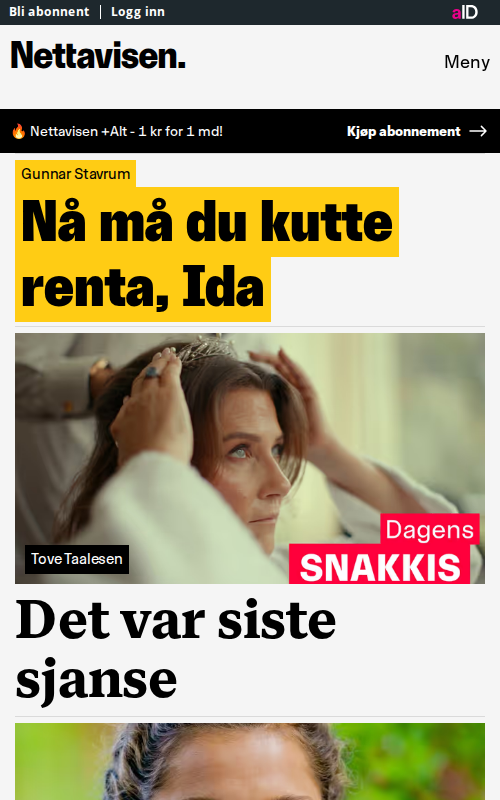 Bli abonnent
Logg inn
aID
Nettavisen.
Meny
🔥 Nettavisen +Alt - 1 kr for 1 md!
Kjøp abonnement →
Gunnar Stavrum
Nå må du kutte
renta, Ida
Dagens
SNAKKIS
Tove Taalesen
Det var siste
sjanse